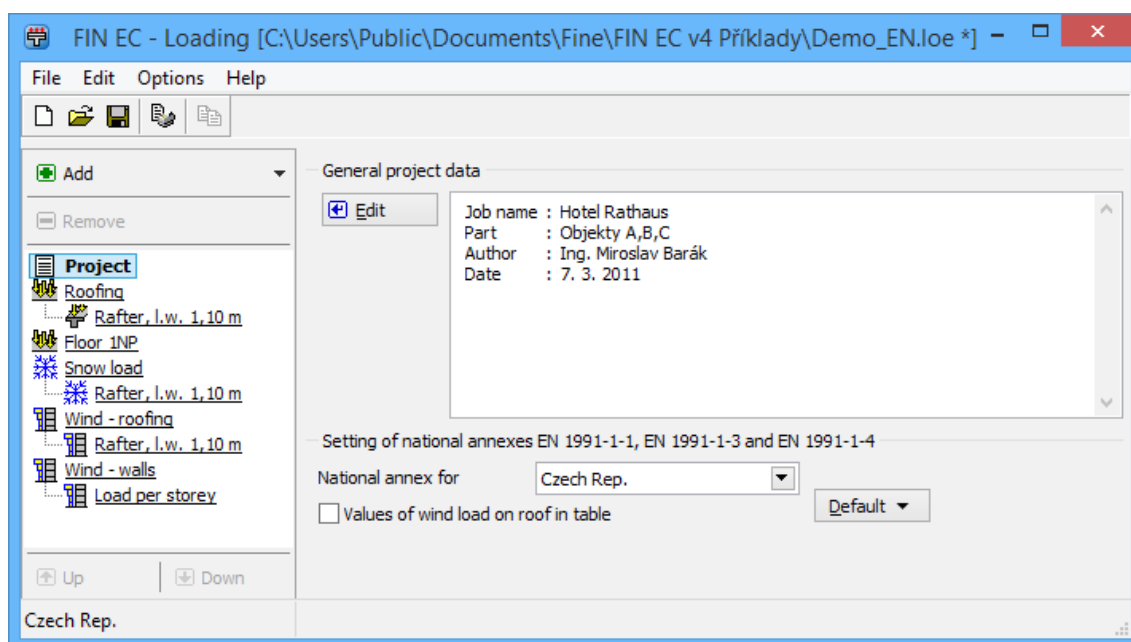 FIN EC - Loading [C:\Users\Public\Documents\Fine\FIN EC v4 Příklady\Demo_EN.loe *]
File Edit Options Help
Add
Remove
Project
Roofing
Rafter, l.w. 1,10 m
Floor 1NP
Snow load
Rafter, l.w. 1,10 m
Wind - roofing
Rafter, l.w. 1,10 m
Wind - walls
Load per storey
Up Down
General project data
Edit
Job name : Hotel Rathaus
Part : Objekty A,B,C
Author : Ing. Miroslav Barák
Date : 7. 3. 2011
Setting of national annexes EN 1991-1-1, EN 1991-1-3 and EN 1991-1-4
National annex for Czech Rep.
Values of wind load on roof in table
Default
Czech Rep.